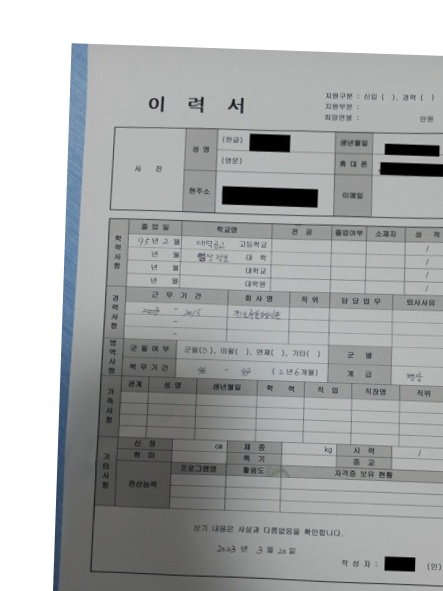 이 력 서
지원구분 : 신입 ( ), 경력 ( )
지원부문 :
희망연봉 : 만원
사 진
성 명 (한글) 생년월일
(영문) 휴 대 폰
현주소 이메일
학력사항
졸 업 일 학교명 전 공 졸업여부 소재지 성 적
95년 2월 고등학교 /
년 월 대 학 /
년 월 대학교 /
년 월 대학원 /
경력사항
근 무 기 간 회 사 명 직위 담 당 업 무 퇴사사유
2008 - 2015
-
-
병역사항
군필여부 군필( ), 미필( ), 면제( ), 기타( ) 군 별
복무기간 96 - 98 (2년6개월) 계 급 병장
가족사항
관계 성 명 생년월일 학 력 직 업 직장명 직위
기타사항
신 장 cm 체 중 kg 시 력 /
취 미 특 기 종 교
전산능력 프로그램명 활용도 자격증 보유 현황
상기 내용은 사실과 다름없음을 확인합니다.
2023 년 3 월 20 일
작 성 자 : (인)